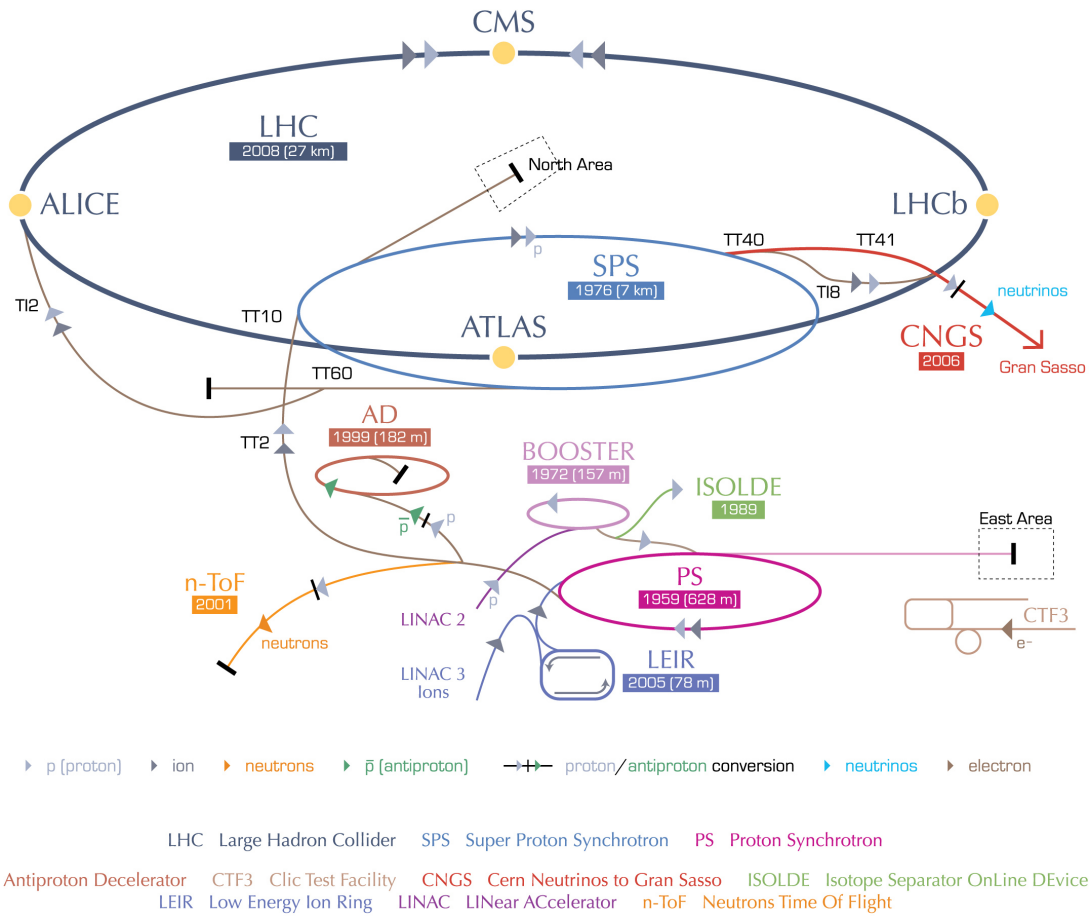 CMS
LHC
2008 (27 km)
North Area
ALICE
LHCb
TT40
TT41
SPS
1976 (7 km)
p
TI8
neutrinos
TI2
TT10
ATLAS
CNGS
2006
Gran Sasso
TT60
AD
1999 (182 m)
TT2
BOOSTER
1972 (157 m)
ISOLDE
1989
p̅
p
East Area
n-ToF
2001
p
PS
1959 (628 m)
LINAC 2
neutrons
CTF3
e-
LINAC 3
Ions
LEIR
2005 (78 m)
p (proton)
ion
neutrons
p̅ (antiproton)
proton/antiproton conversion
neutrinos
electron
LHC Large Hadron Collider SPS Super Proton Synchrotron PS Proton Synchrotron
Antiproton Decelerator CTF3 Clic Test Facility CNGS Cern Neutrinos to Gran Sasso ISOLDE Isotope Separator OnLine DEvice
LEIR Low Energy Ion Ring LINAC LINear ACcelerator n-ToF Neutrons Time Of Flight